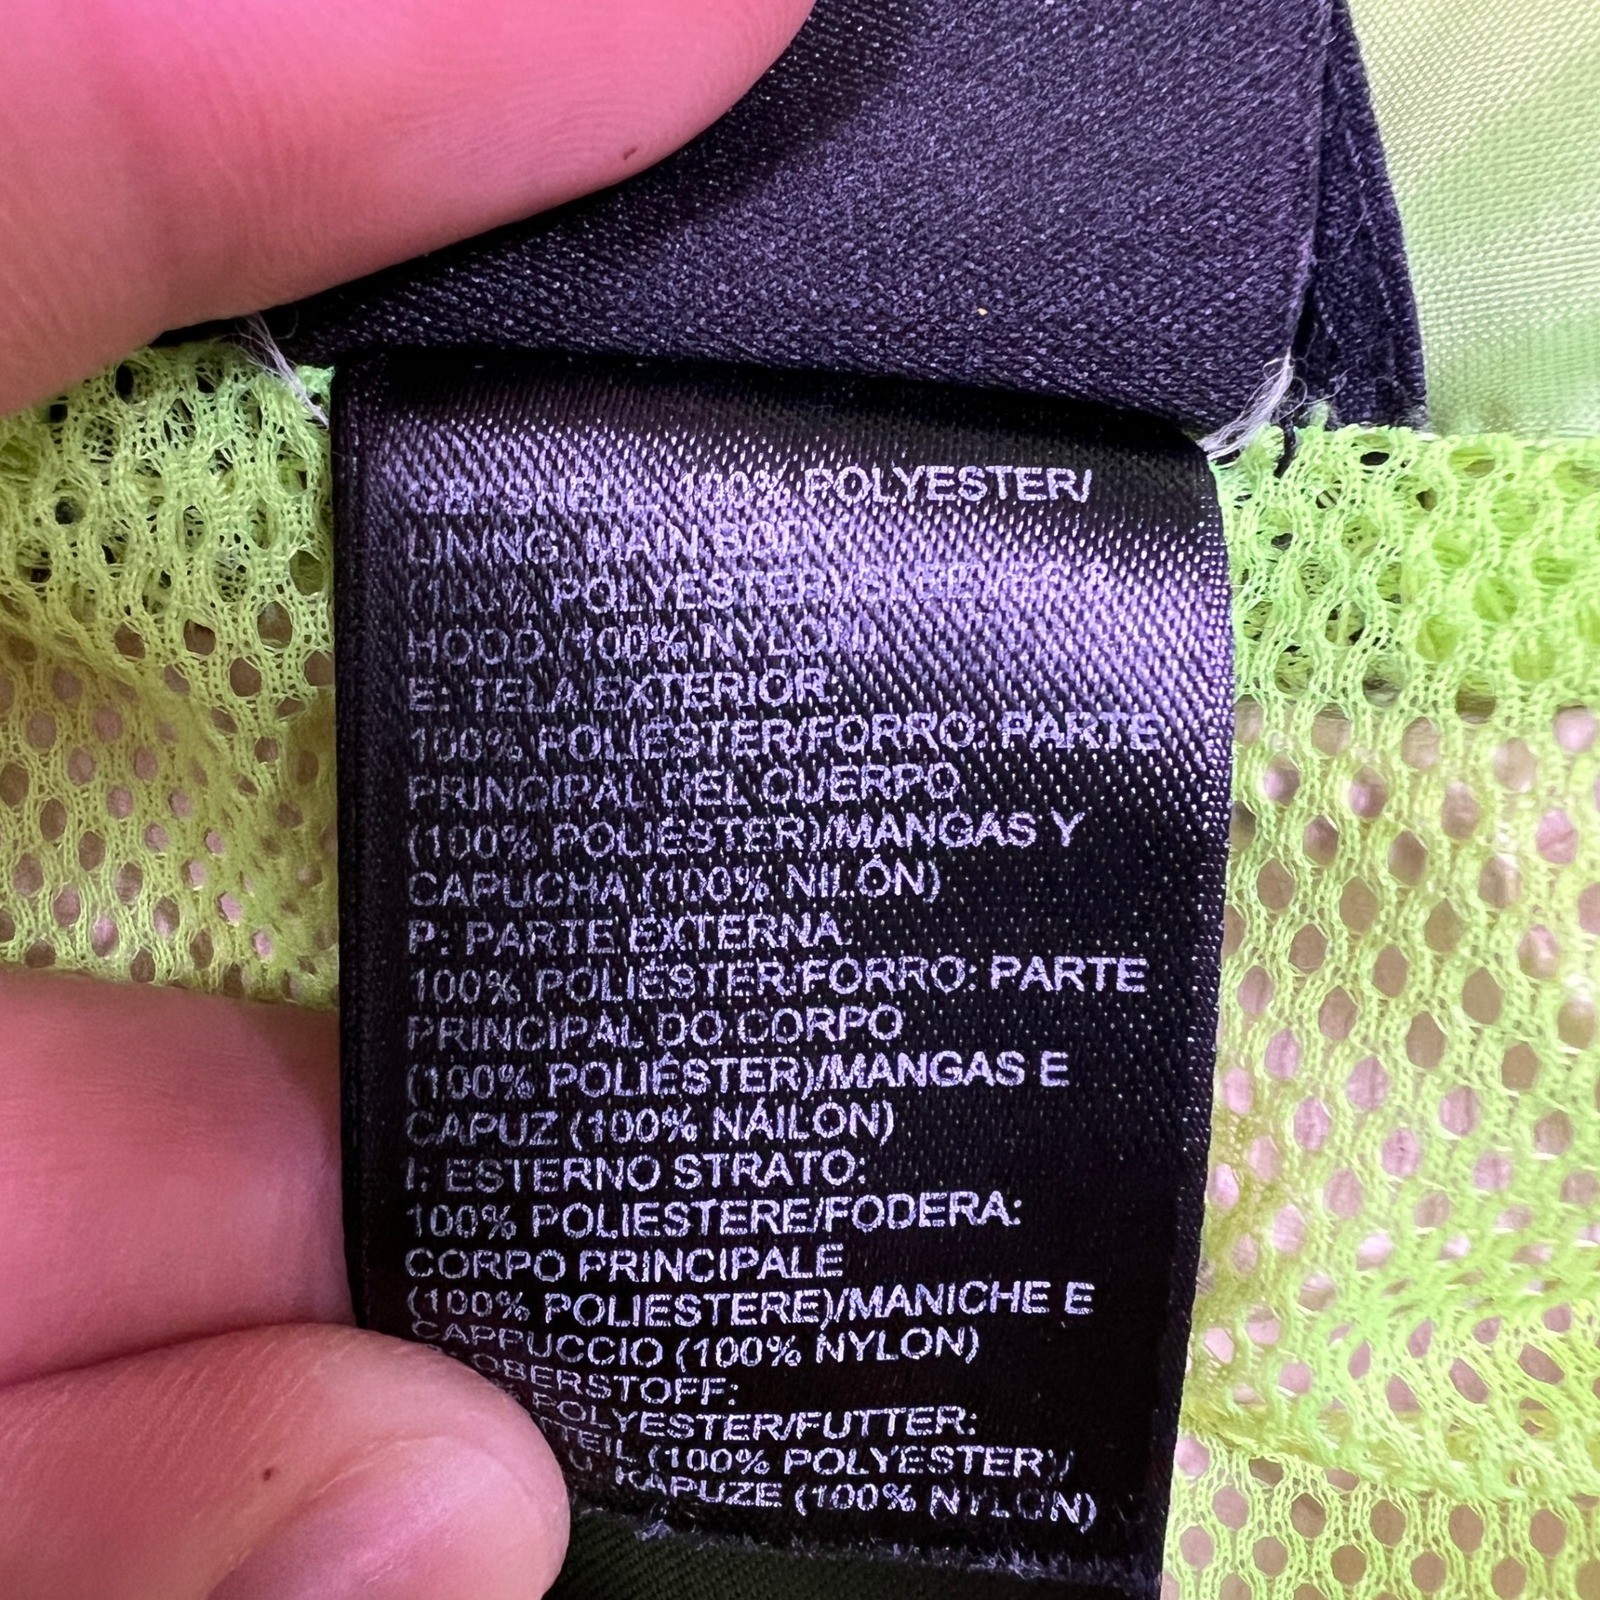 GB: SHELL: 100% POLYESTER/
LINING: MAIN BODY
(100% POLYESTER)/SLEEVES &
HOOD (100% NYLON)
E: TELA EXTERIOR:
100% POLIÉSTER/FORRO: PARTE
PRINCIPAL DEL CUERPO
(100% POLIÉSTER)/MANGAS Y
CAPUCHA (100% NILÓN)
P: PARTE EXTERNA:
100% POLIÉSTER/FORRO: PARTE
PRINCIPAL DO CORPO
(100% POLIÉSTER)/MANGAS E
CAPUZ (100% NÁILON)
I: ESTERNO STRATO:
100% POLIESTERE/FODERA:
CORPO PRINCIPALE
(100% POLIESTERE)/MANICHE E
CAPPUCCIO (100% NYLON)
OBERSTOFF:
POLYESTER/FUTTER:
(100% POLYESTER)/
KAPUZE (100% NYLON)